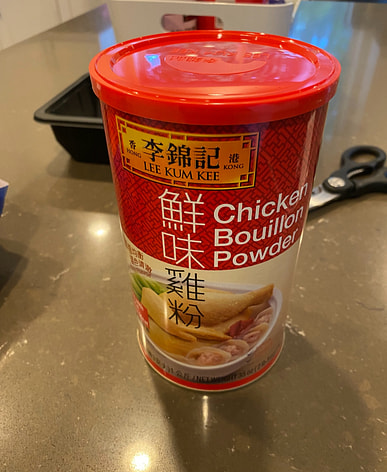 香 李錦記 港
HONG LEE KUM KEE KONG
鮮味雞粉
Chicken
Bouillon
Powder